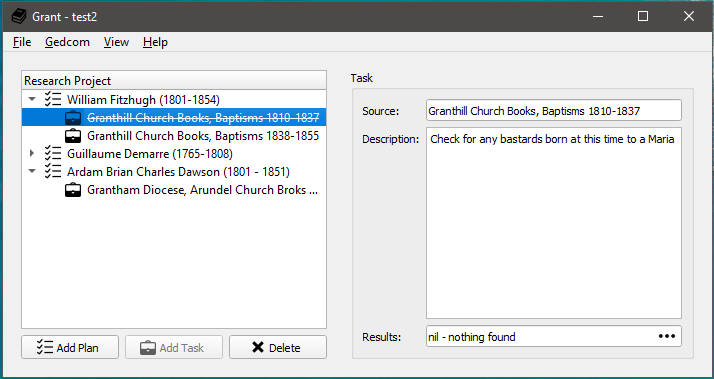 Grant - test2
File Gedcom View Help
Research Project
William Fitzhugh (1801-1854)
Granthill Church Books, Baptisms 1810-1837
Granthill Church Books, Baptisms 1838-1855
Guillaume Demarre (1765-1808)
Ardam Brian Charles Dawson (1801 - 1851)
Grantham Diocese, Arundel Church Broks ...
Add Plan Add Task Delete
Task
Source: Granthill Church Books, Baptisms 1810-1837
Description: Check for any bastards born at this time to a Maria
Results: nil - nothing found •••